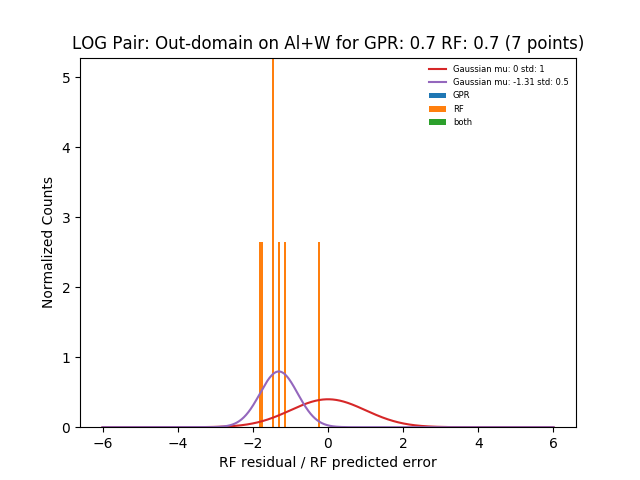 LOG Pair: Out-domain on Al+W for GPR: 0.7 RF: 0.7 (7 points)
Gaussian mu: 0 std: 1
Gaussian mu: -1.31 std: 0.5
GPR
RF
both
Normalized Counts
5
4
3
2
1
0
−6 −4 −2 0 2 4 6
RF residual / RF predicted error